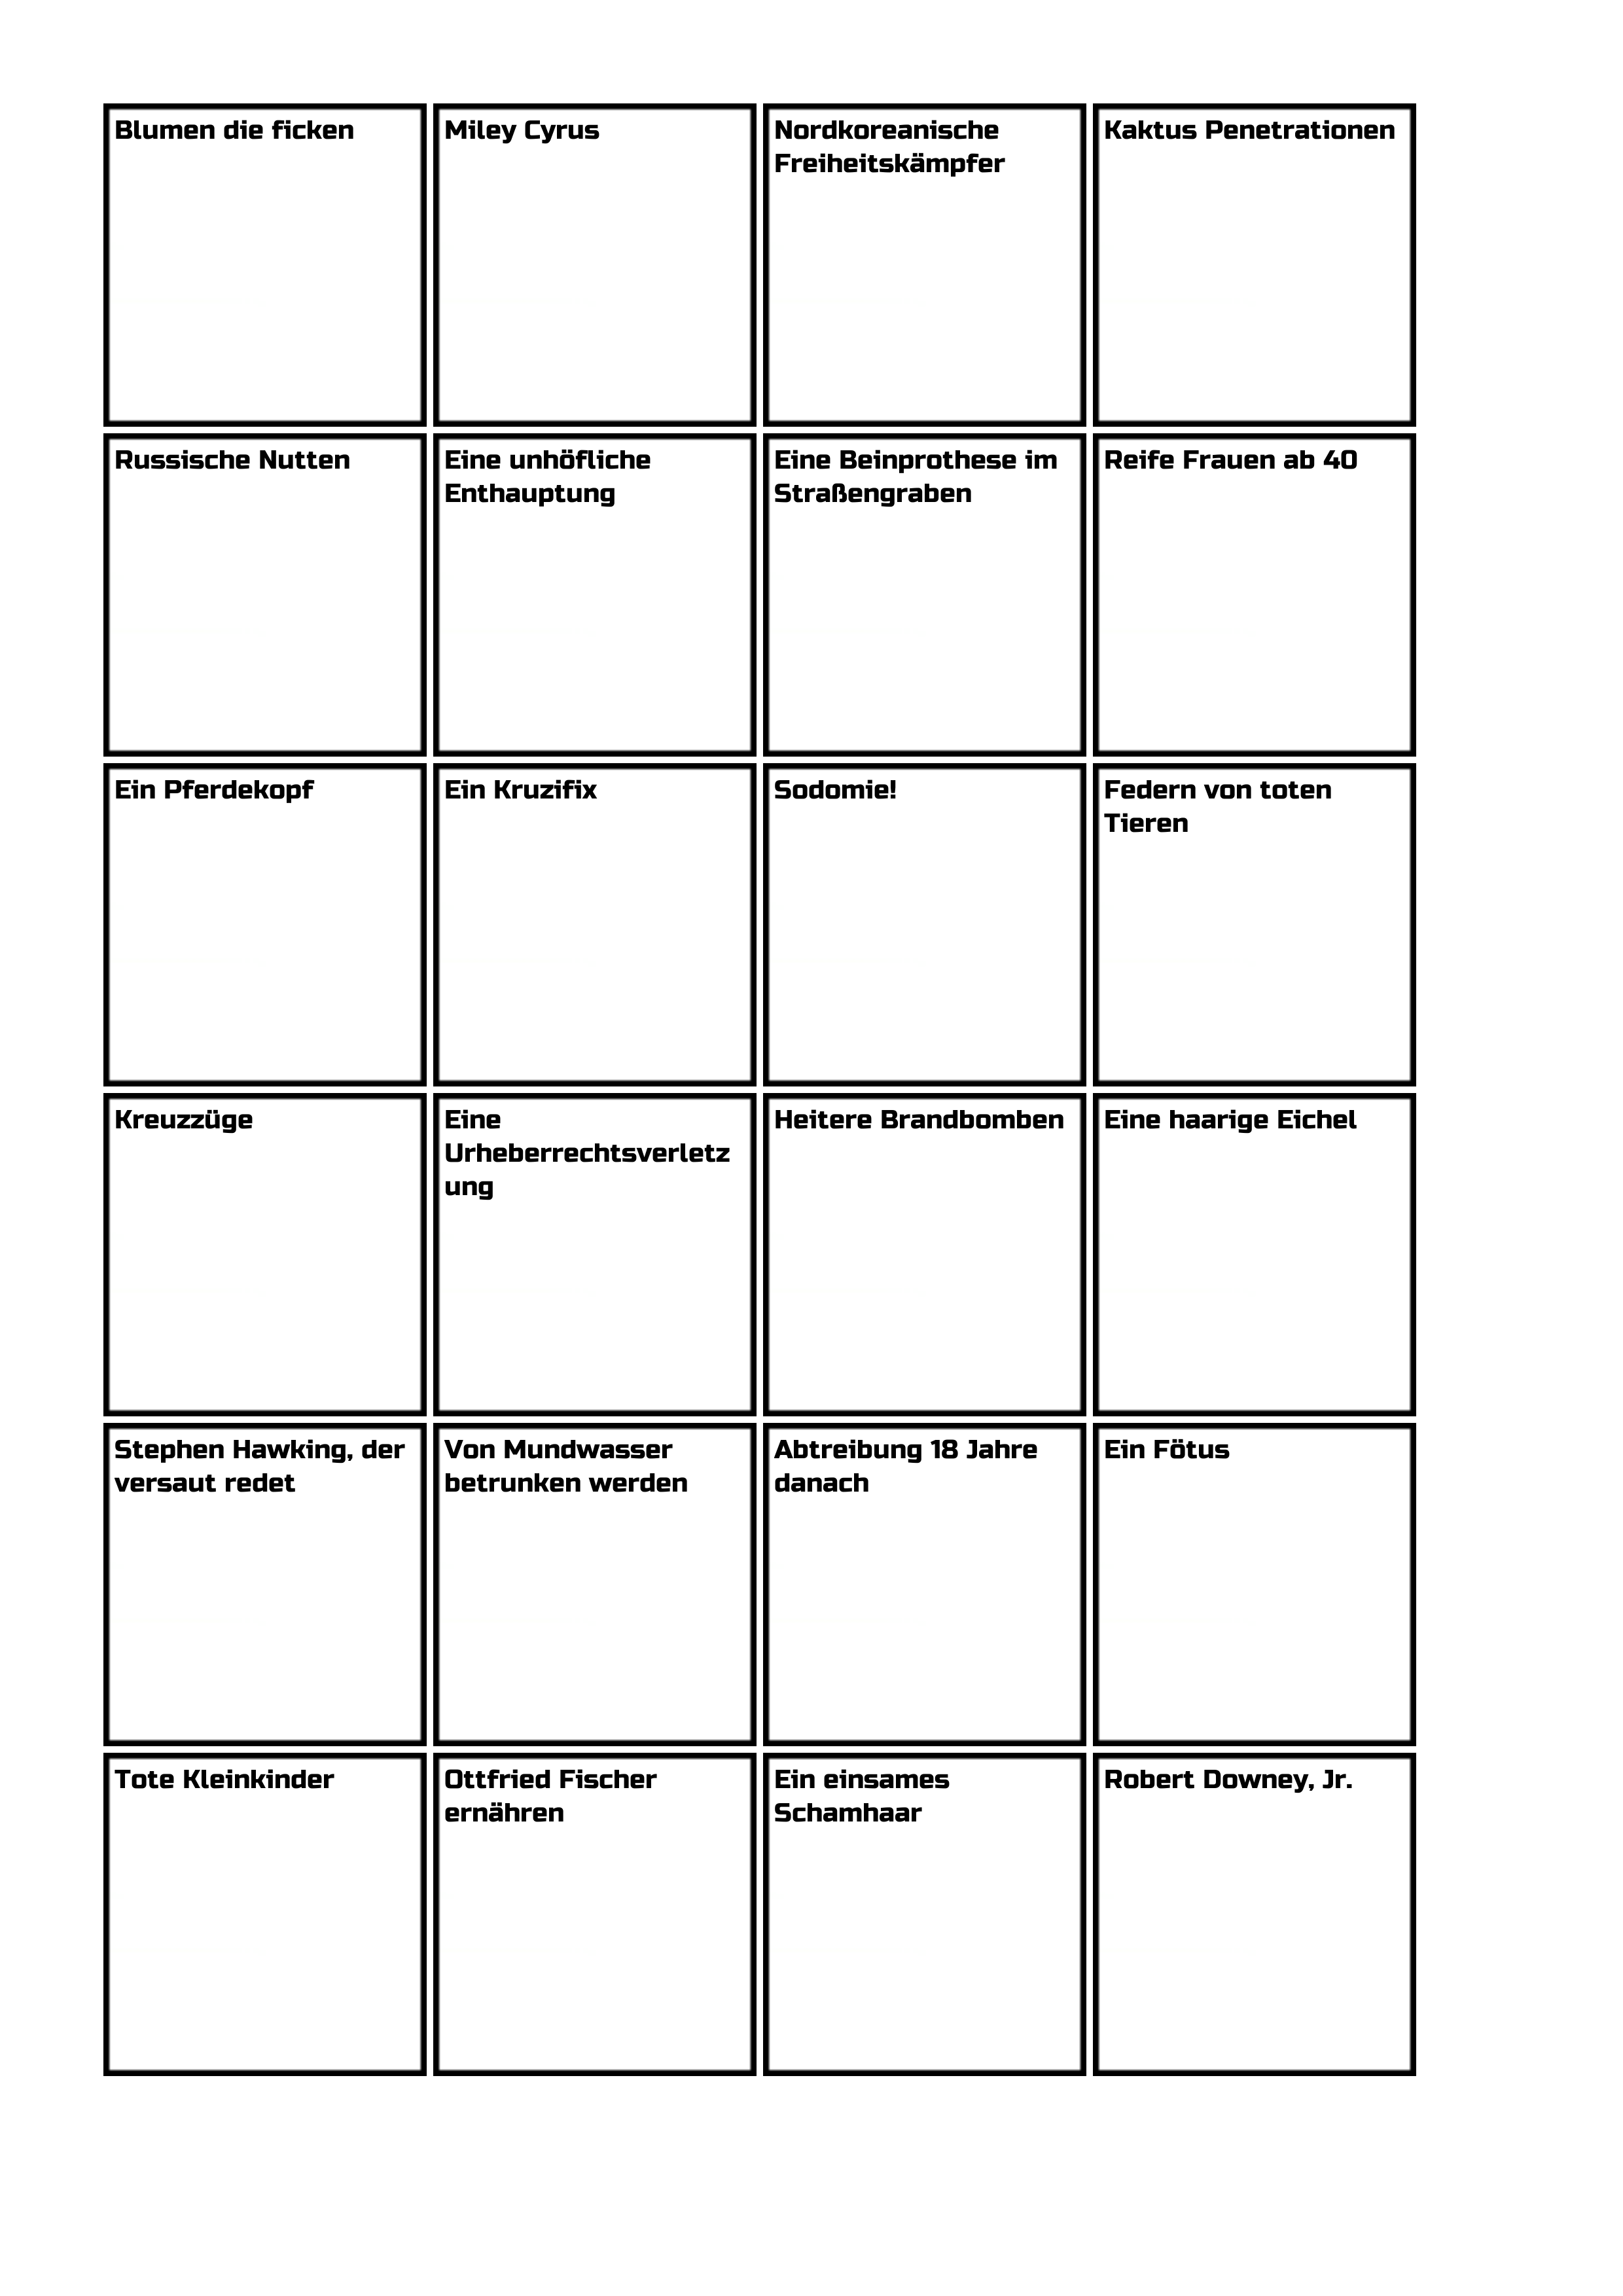 Blumen die ficken
Miley Cyrus
Nordkoreanische
Freiheitskämpfer
Kaktus Penetrationen
Russische Nutten
Eine unhöfliche
Enthauptung
Eine Beinprothese im
Straßengraben
Reife Frauen ab 40
Ein Pferdekopf
Ein Kruzifix
Sodomie!
Federn von toten
Tieren
Kreuzzüge
Eine
Urheberrechtsverletz
ung
Heitere Brandbomben
Eine haarige Eichel
Stephen Hawking, der
versaut redet
Von Mundwasser
betrunken werden
Abtreibung 18 Jahre
danach
Ein Fötus
Tote Kleinkinder
Ottfried Fischer
ernähren
Ein einsames
Schamhaar
Robert Downey, Jr.